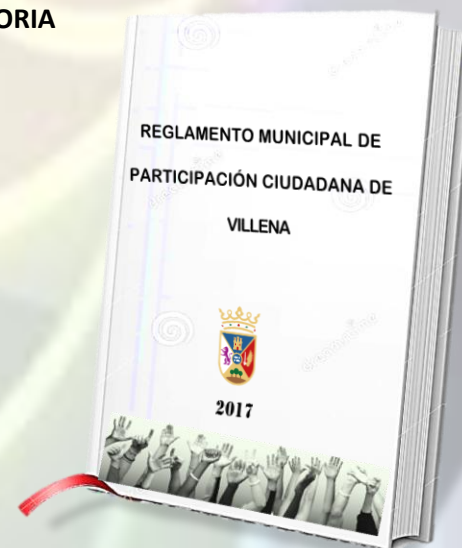 ORIA
REGLAMENTO MUNICIPAL DE
PARTICIPACIÓN CIUDADANA DE
VILLENA
2017